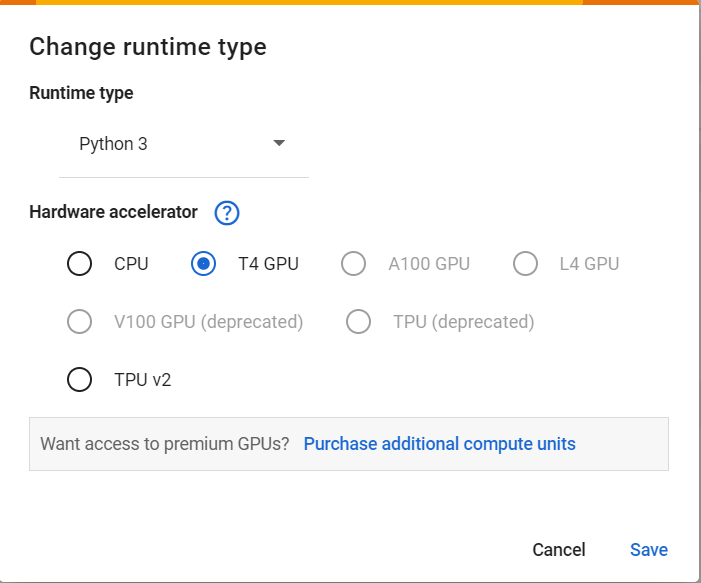 Change runtime type
Runtime type
Python 3
Hardware accelerator ?
CPU T4 GPU A100 GPU L4 GPU
V100 GPU (deprecated) TPU (deprecated)
TPU v2
Want access to premium GPUs? Purchase additional compute units
Cancel Save